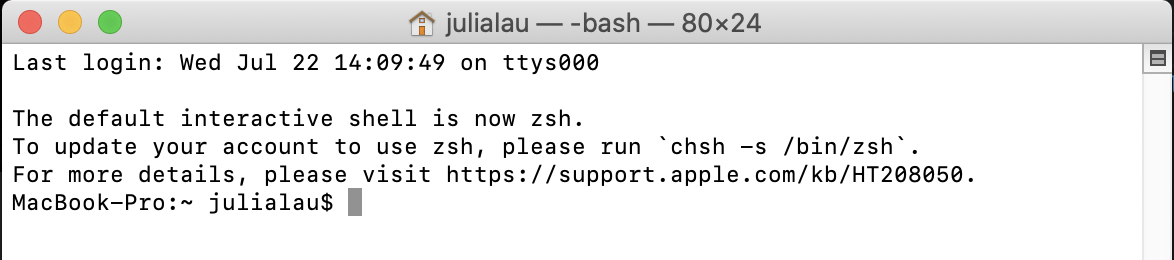 julialau — -bash — 80×24
Last login: Wed Jul 22 14:09:49 on ttys000
The default interactive shell is now zsh.
To update your account to use zsh, please run `chsh -s /bin/zsh`.
For more details, please visit https://support.apple.com/kb/HT208050.
MacBook-Pro:~ julialau$